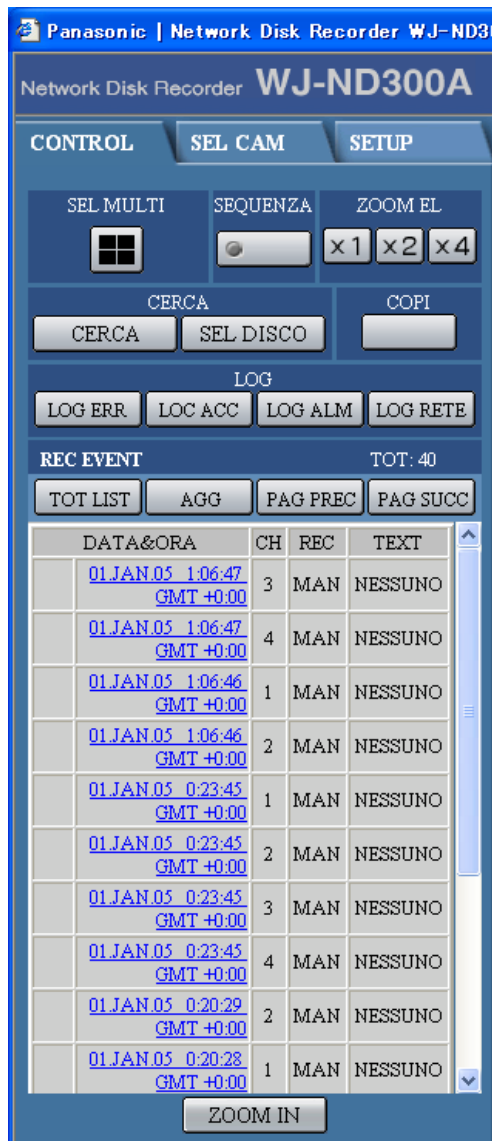 Panasonic | Network Disk Recorder WJ-ND30
Network Disk Recorder WJ-ND300A
CONTROL SEL CAM SETUP
SEL MULTI SEQUENZA ZOOM EL
x1 x2 x4
CERCA COPI
CERCA SEL DISCO
LOG
LOG ERR LOC ACC LOG ALM LOG RETE
REC EVENT TOT: 40
TOT LIST AGG PAG PREC PAG SUCC
DATA&ORA CH REC TEXT
01.JAN.05 1:06:47
GMT +0:00 3 MAN NESSUNO
01.JAN.05 1:06:47
GMT +0:00 4 MAN NESSUNO
01.JAN.05 1:06:46
GMT +0:00 1 MAN NESSUNO
01.JAN.05 1:06:46
GMT +0:00 2 MAN NESSUNO
01.JAN.05 0:23:45
GMT +0:00 1 MAN NESSUNO
01.JAN.05 0:23:45
GMT +0:00 2 MAN NESSUNO
01.JAN.05 0:23:45
GMT +0:00 3 MAN NESSUNO
01.JAN.05 0:23:45
GMT +0:00 4 MAN NESSUNO
01.JAN.05 0:20:29
GMT +0:00 2 MAN NESSUNO
01.JAN.05 0:20:28
GMT +0:00 1 MAN NESSUNO
ZOOM IN